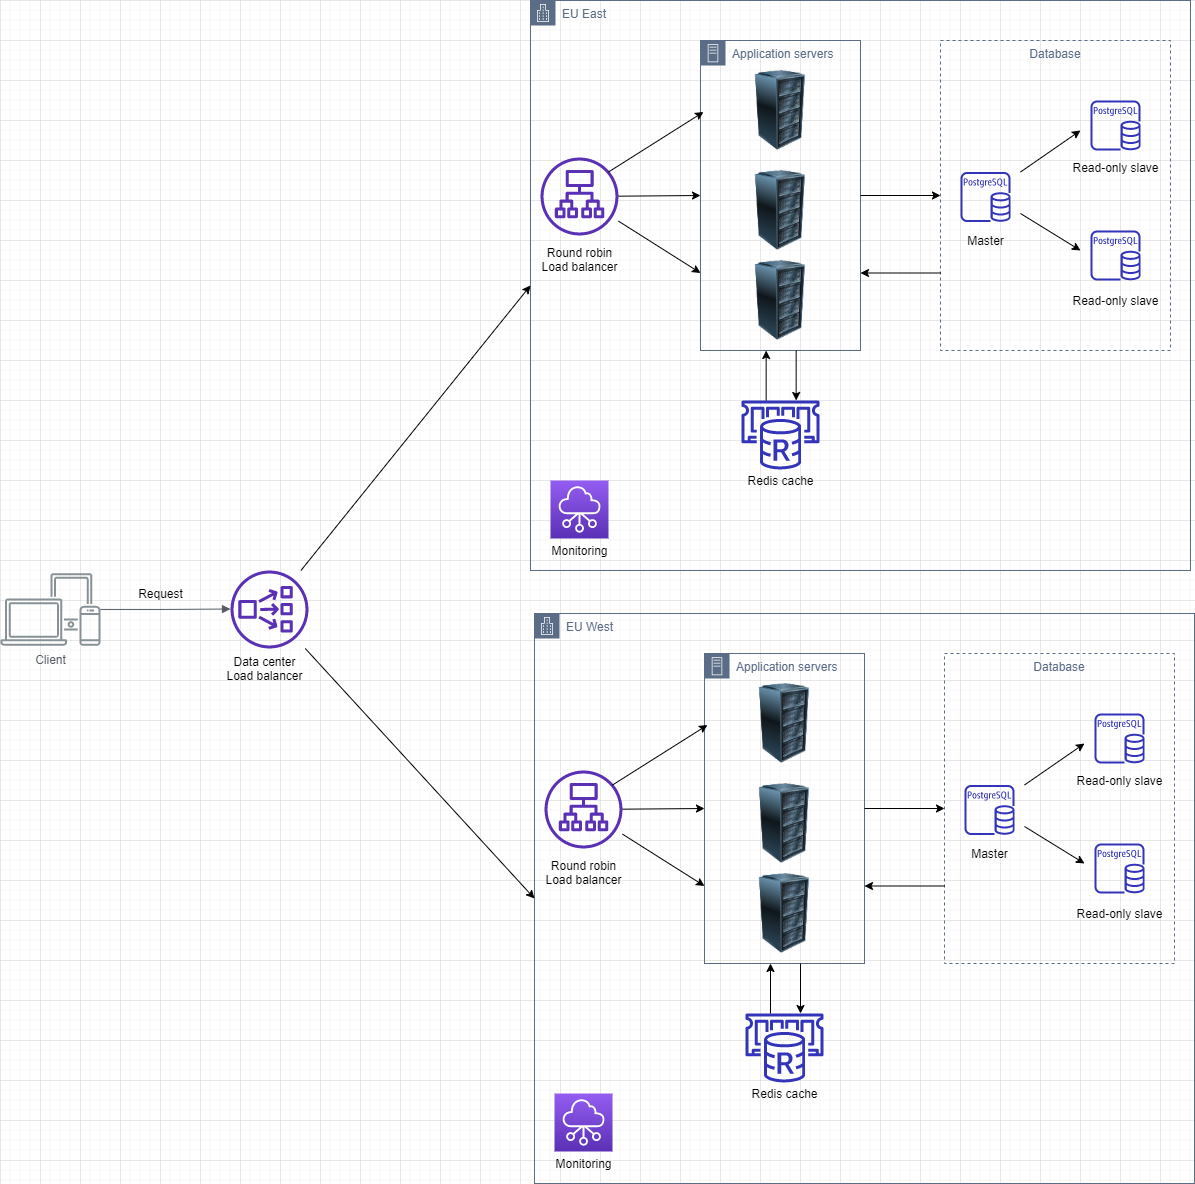 EU East
Application servers
Database
PostgreSQL
Read-only slave
PostgreSQL
Master
PostgreSQL
Read-only slave
Round robin
Load balancer
R
Redis cache
Monitoring
Request
Client
Data center
Load balancer
EU West
Application servers
Database
PostgreSQL
Read-only slave
PostgreSQL
Master
PostgreSQL
Read-only slave
Round robin
Load balancer
R
Redis cache
Monitoring